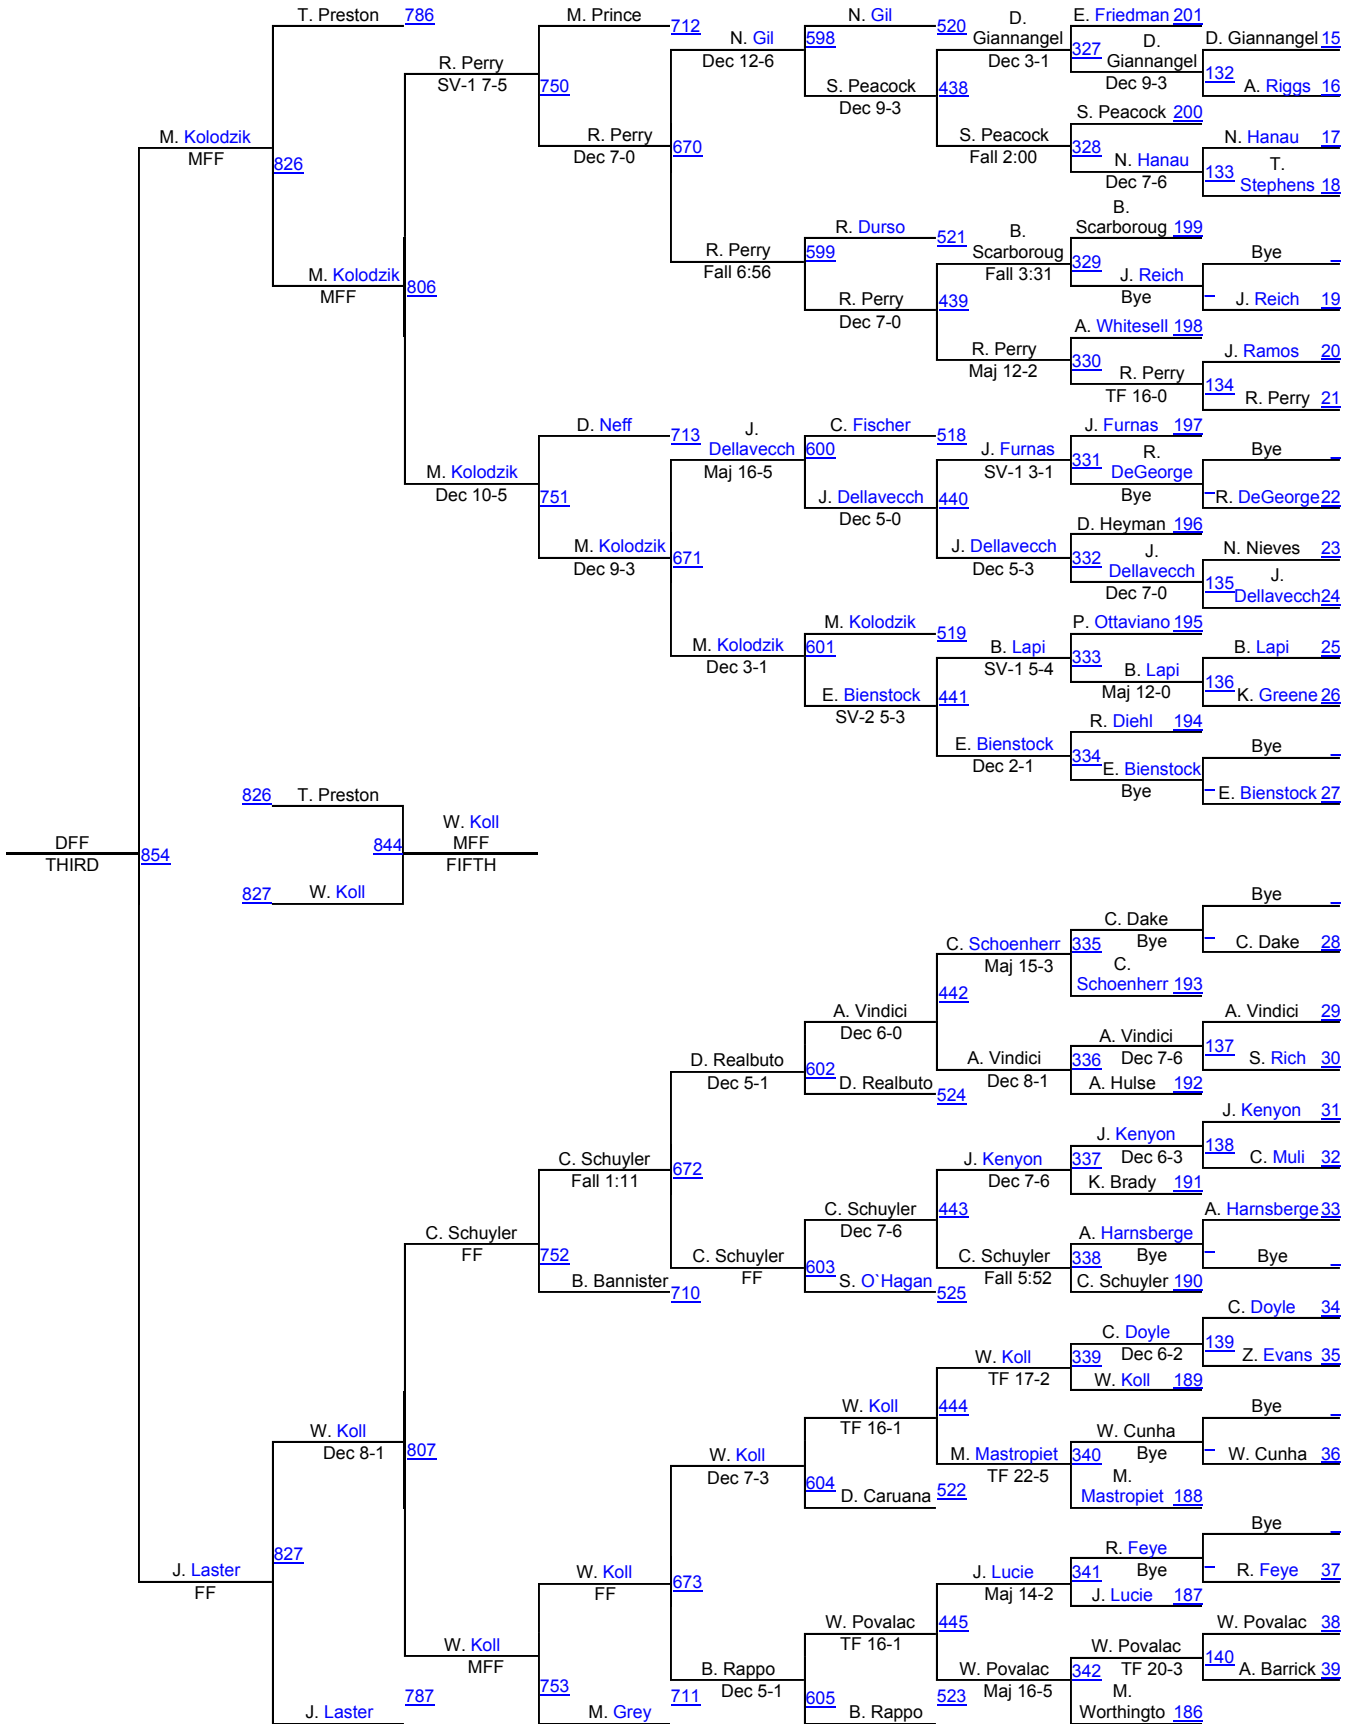 T. Preston 786
M. Prince
712
N. Gil
520
D.
Giannangel
Dec 3-1
E. Friedman 201
327
D.
Giannangel
Dec 9-3
D. Giannangel 15
132
A. Riggs 16
N. Gil
Dec 12-6
598
R. Perry
SV-1 7-5
750
S. Peacock
Dec 9-3
438
S. Peacock 200
N. Hanau 17
M. Kolodzik
MFF
826
R. Perry
Dec 7-0
670
S. Peacock
Fall 2:00
328
N. Hanau
Dec 7-6
133
T.
Stephens 18
R. Durso
521
B.
Scarboroug
Fall 3:31
B.
Scarboroug 199
Bye
R. Perry
Fall 6:56
599
329
J. Reich
Bye
J. Reich 19
M. Kolodzik
MFF
806
R. Perry
Dec 7-0
439
A. Whitesell 198
J. Ramos 20
R. Perry
Maj 12-2
330
R. Perry
TF 16-0
134
R. Perry 21
D. Neff
713
J.
Dellavecch
Maj 16-5
C. Fischer
518
J. Furnas 197
600
J. Furnas
SV-1 3-1
331
R.
DeGeorge
Bye
Bye
R. DeGeorge 22
M. Kolodzik
Dec 10-5
751
J. Dellavecch
Dec 5-0
440
D. Heyman 196
N. Nieves 23
M. Kolodzik
Dec 9-3
671
J. Dellavecch
Dec 5-3
332
J.
Dellavecch
Dec 7-0
135
J.
Dellavecch 24
M. Kolodzik
519
P. Ottaviano 195
M. Kolodzik
Dec 3-1
601
B. Lapi
SV-1 5-4
333
B. Lapi
Maj 12-0
B. Lapi 25
136
K. Greene 26
E. Bienstock
SV-2 5-3
441
R. Diehl 194
E. Bienstock
Dec 2-1
334
E. Bienstock
Bye
Bye
E. Bienstock 27
826 T. Preston
W. Koll
MFF
FIFTH
844
DFF
THIRD
854
827 W. Koll
Bye
C. Dake
Bye
C. Dake 28
C. Schoenherr
Maj 15-3
335
C.
Schoenherr 193
442
A. Vindici
Dec 6-0
A. Vindici
Dec 7-6
A. Vindici 29
137
S. Rich 30
D. Realbuto
Dec 5-1
602
D. Realbuto
524
A. Vindici
Dec 8-1
336
A. Hulse 192
J. Kenyon 31
C. Schuyler
Fall 1:11
672
J. Kenyon
Dec 7-6
337
J. Kenyon
Dec 6-3
138
C. Muli 32
K. Brady 191
C. Schuyler
FF
752
C. Schuyler
Dec 7-6
443
A. Harnsberge 33
A. Harnsberge
Bye
Bye
B. Bannister
710
C. Schuyler
FF
603
S. O`Hagan
525
C. Schuyler
Fall 5:52
338
C. Schuyler 190
C. Doyle 34
W. Koll
TF 17-2
339
C. Doyle
Dec 6-2
139
Z. Evans 35
W. Koll 189
W. Koll
Dec 8-1
807
W. Koll
TF 16-1
444
Bye
W. Koll
Dec 7-3
604
D. Caruana
522
M. Mastropiet
TF 22-5
340
W. Cunha
Bye
W. Cunha 36
M.
Mastropiet 188
Bye
J. Laster
FF
827
W. Koll
FF
673
J. Lucie
Maj 14-2
341
R. Feye
Bye
R. Feye 37
J. Lucie 187
W. Koll
MFF
753
W. Povalac
TF 16-1
445
W. Povalac 38
B. Rappo
Dec 5-1
W. Povalac
Maj 16-5
342
W. Povalac
TF 20-3
140
A. Barrick 39
J. Laster
787
M. Grey
711
605
B. Rappo
523
M.
Worthingto 186